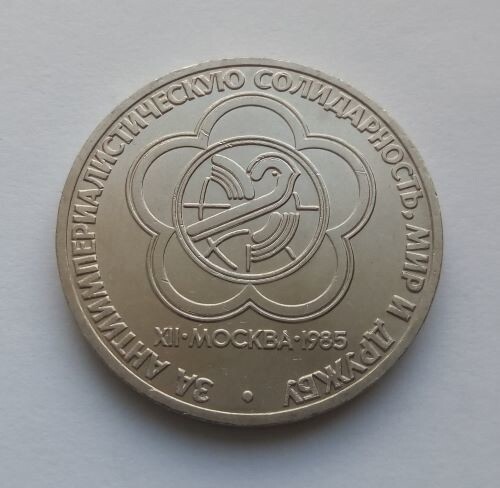 ЗА АНТИИМПЕРИАЛИСТИЧЕСКУЮ СОЛИДАРНОСТЬ, МИР И ДРУЖБУ •
XII•МОСКВА•1985